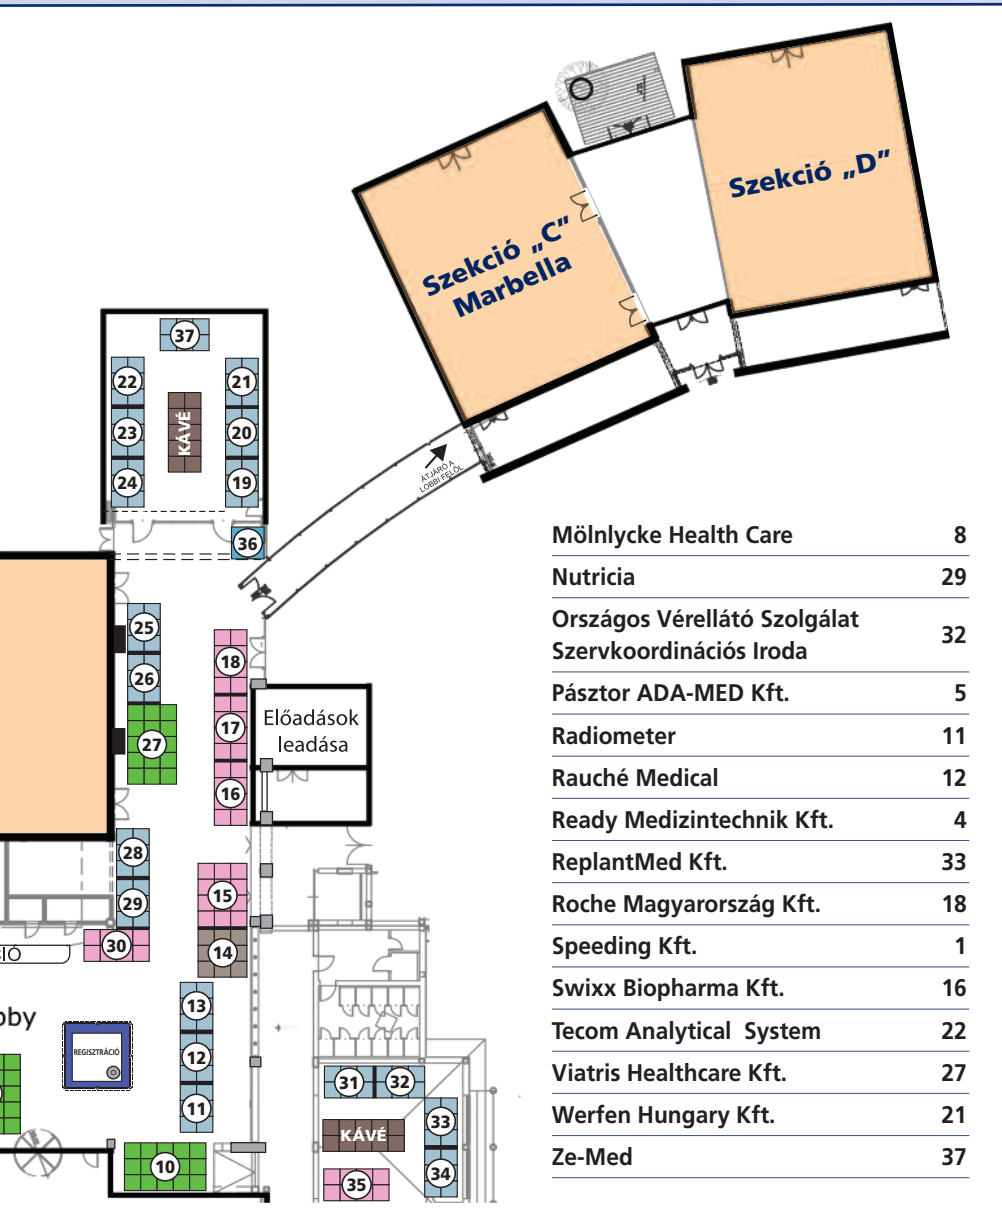 Szekció „D”
Szekció „C”
Marbella
37
22
21
KÁVÉ
23
20
24
19
ÁTJÁRÓ A
LOBBI FELŐL
36
25
18
26
17
27
Előadások
leadása
16
28
15
29
30
14
13
REGISZTRÁCIÓ
12
11
10
31
32
33
KÁVÉ
34
35
Mölnlycke Health Care 8
Nutricia 29
Országos Vérellátó Szolgálat
Szervkoordinációs Iroda 32
Pásztor ADA-MED Kft. 5
Radiometer 11
Rauché Medical 12
Ready Medizintechnik Kft. 4
ReplantMed Kft. 33
Roche Magyarország Kft. 18
Speeding Kft. 1
Swixx Biopharma Kft. 16
Tecom Analytical System 22
Viatris Healthcare Kft. 27
Werfen Hungary Kft. 21
Ze-Med 37